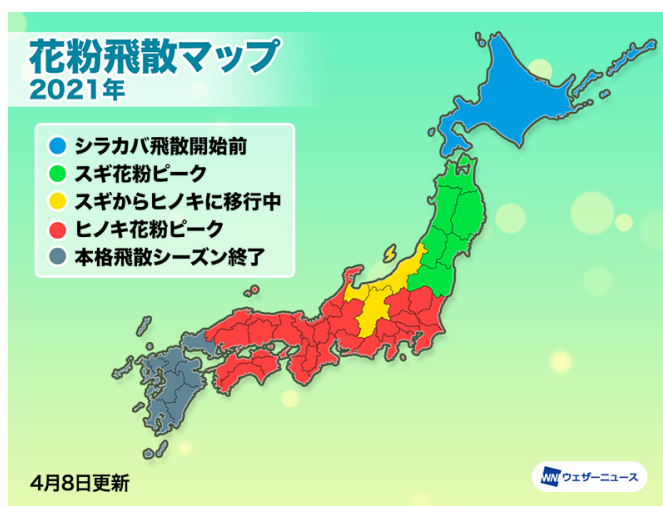 花粉飛散マップ
2021年
シラカバ飛散開始前
スギ花粉ピーク
スギからヒノキに移行中
ヒノキ花粉ピーク
本格飛散シーズン終了
4月8日更新
WNI ウェザーニュース